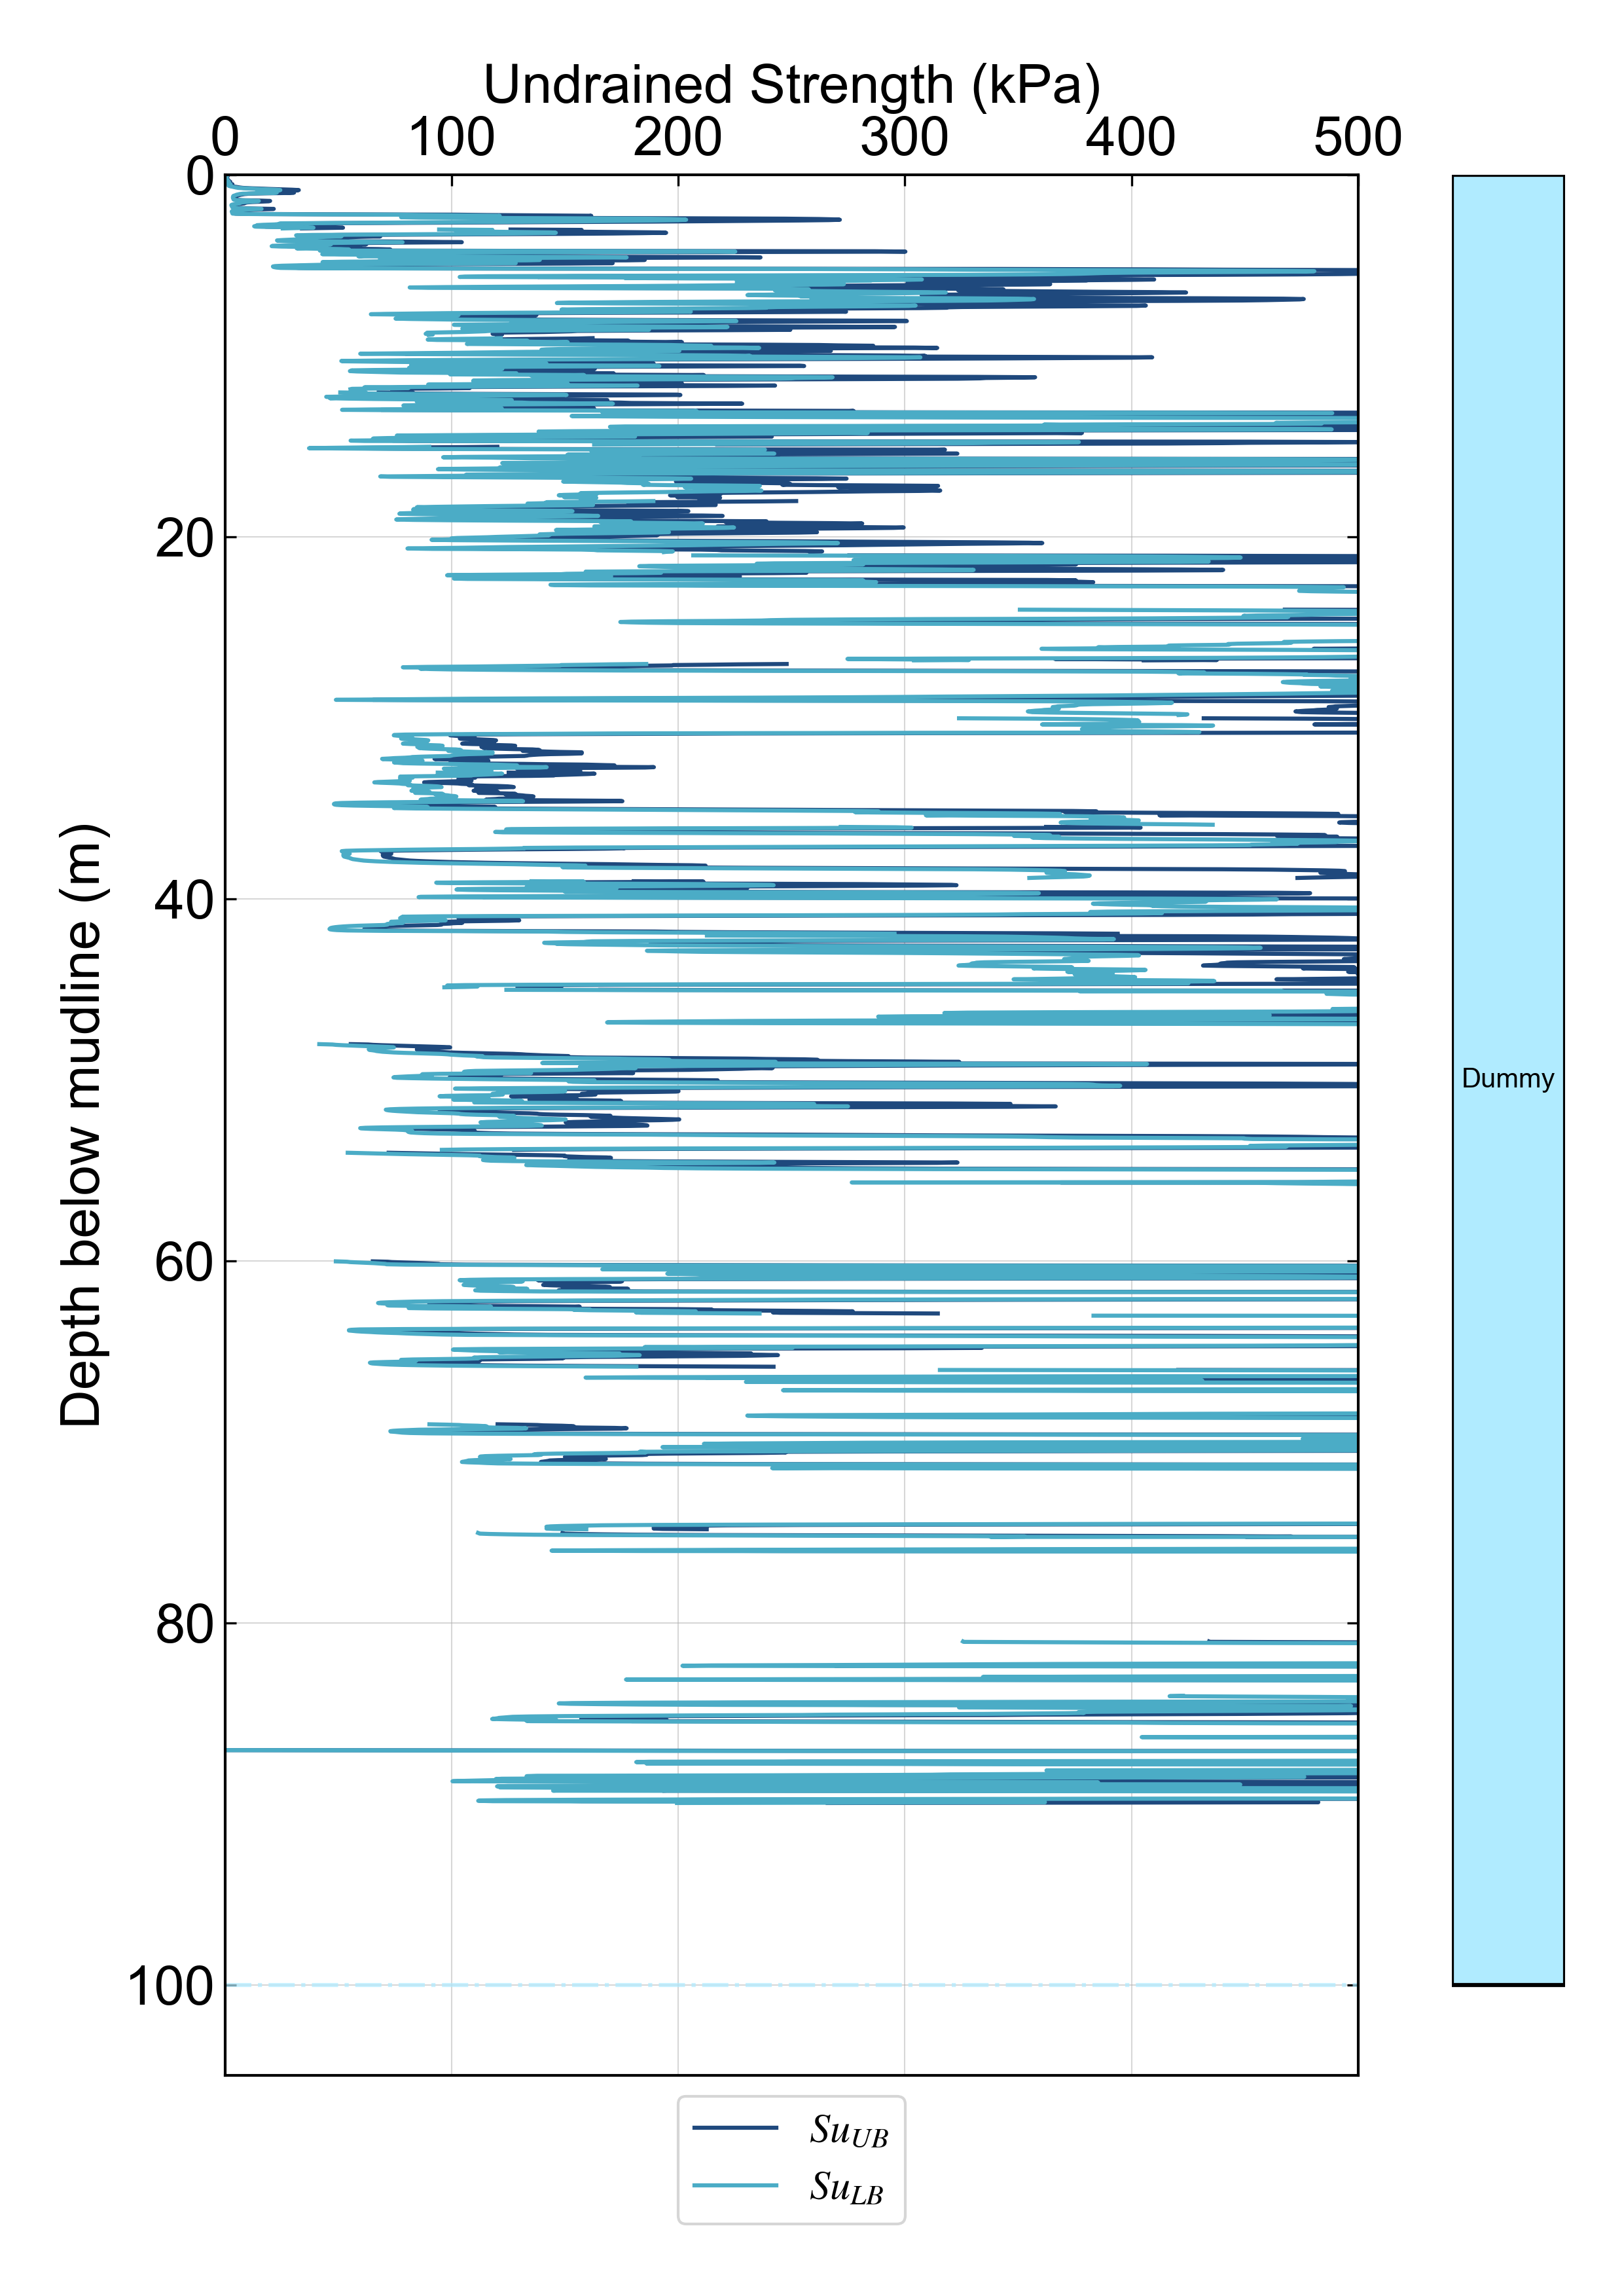 Undrained Strength (kPa)
0 100 200 300 400 500
0
20
40
60
80
100
Depth below mudline (m)
Dummy
Su_UB
Su_LB